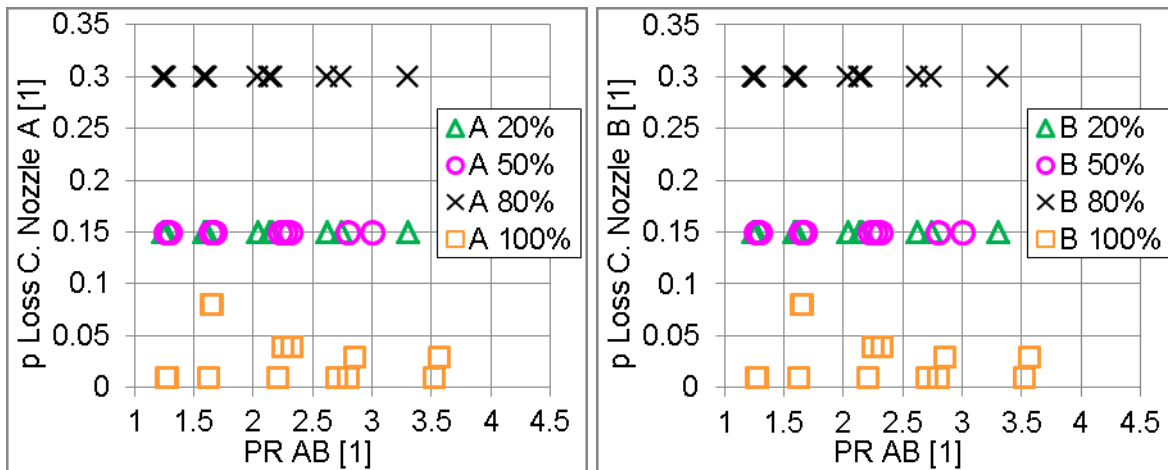 p Loss C. Nozzle A [1]
0.35
0.3
0.25
0.2
0.15
0.1
0.05
0
A 20%
A 50%
A 80%
A 100%
1 1.5 2 2.5 3 3.5 4 4.5
PR AB [1]
p Loss C. Nozzle B [1]
0.35
0.3
0.25
0.2
0.15
0.1
0.05
0
B 20%
B 50%
B 80%
B 100%
1 1.5 2 2.5 3 3.5 4 4.5
PR AB [1]